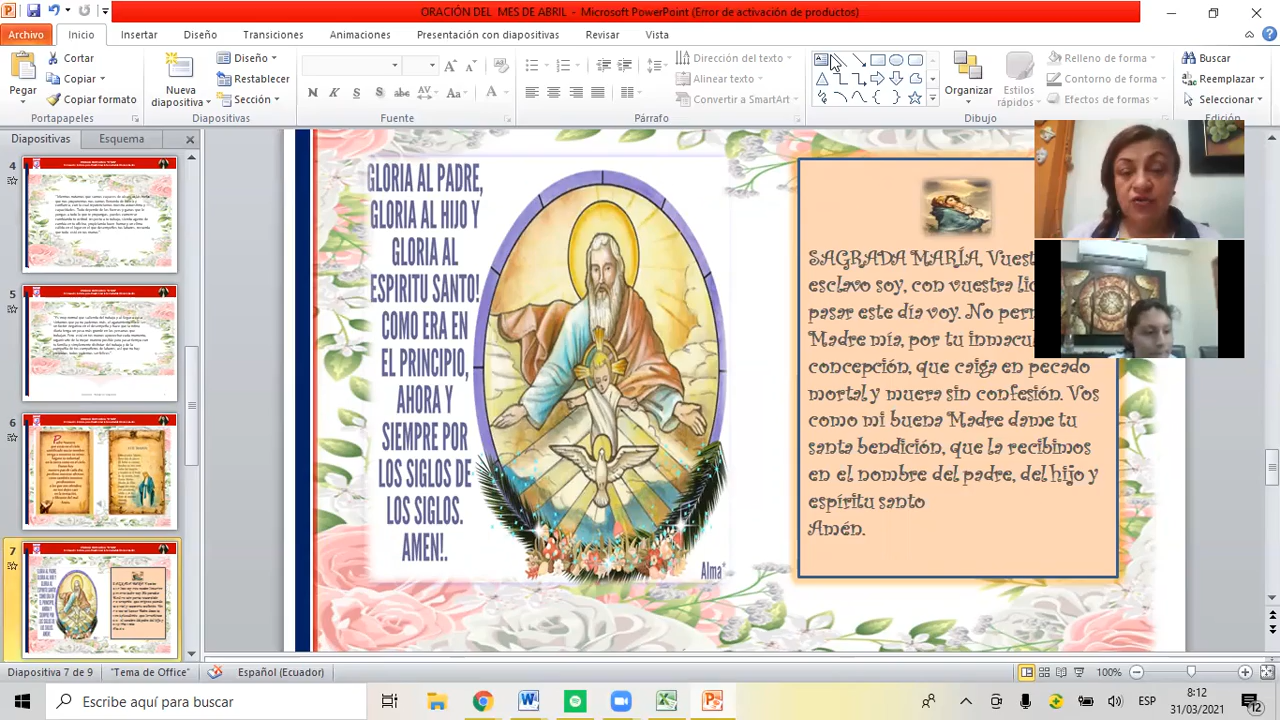 ORACIÓN DEL MES DE ABRIL - Microsoft PowerPoint (Error de activación de productos)
Archivo Inicio Insertar Diseño Transiciones Animaciones Presentación con diapositivas Revisar Vista
Pegar
Cortar
Copiar
Copiar formato
Portapapeles
Nueva diapositiva
Diseño
Restablecer
Sección
Diapositivas
Fuente
Dirección del texto
Alinear texto
Convertir a SmartArt
Párrafo
Organizar
Estilos rápidos
Relleno de forma
Contorno de forma
Efectos de formas
Dibujo
Buscar
Reemplazar
Seleccionar
Edición
Diapositivas Esquema
4
5
6
GLORIA AL PADRE,
GLORIA AL HIJO Y
GLORIA AL
ESPIRITU SANTO!
COMO ERA EN
EL PRINCIPIO,
AHORA Y
SIEMPRE POR
LOS SIGLOS DE
LOS SIGLOS.
AMEN!.
Alma
SAGRADA MARÍA, Vuest
esclavo soy, con vuestra lic
pasar este día voy. No perm
Madre mía, por tu inmacu
concepción, que caiga en pecado
mortal y muera sin confesión. Vos
como mi buena Madre dame tu
santa bendición, que la recibimos
en el nombre del padre, del hijo y
espíritu santo
Amén.
Diapositiva 7 de 9 "Tema de Office" Español (Ecuador) 100%
Escribe aquí para buscar
ESP
8:12
31/03/2021
12